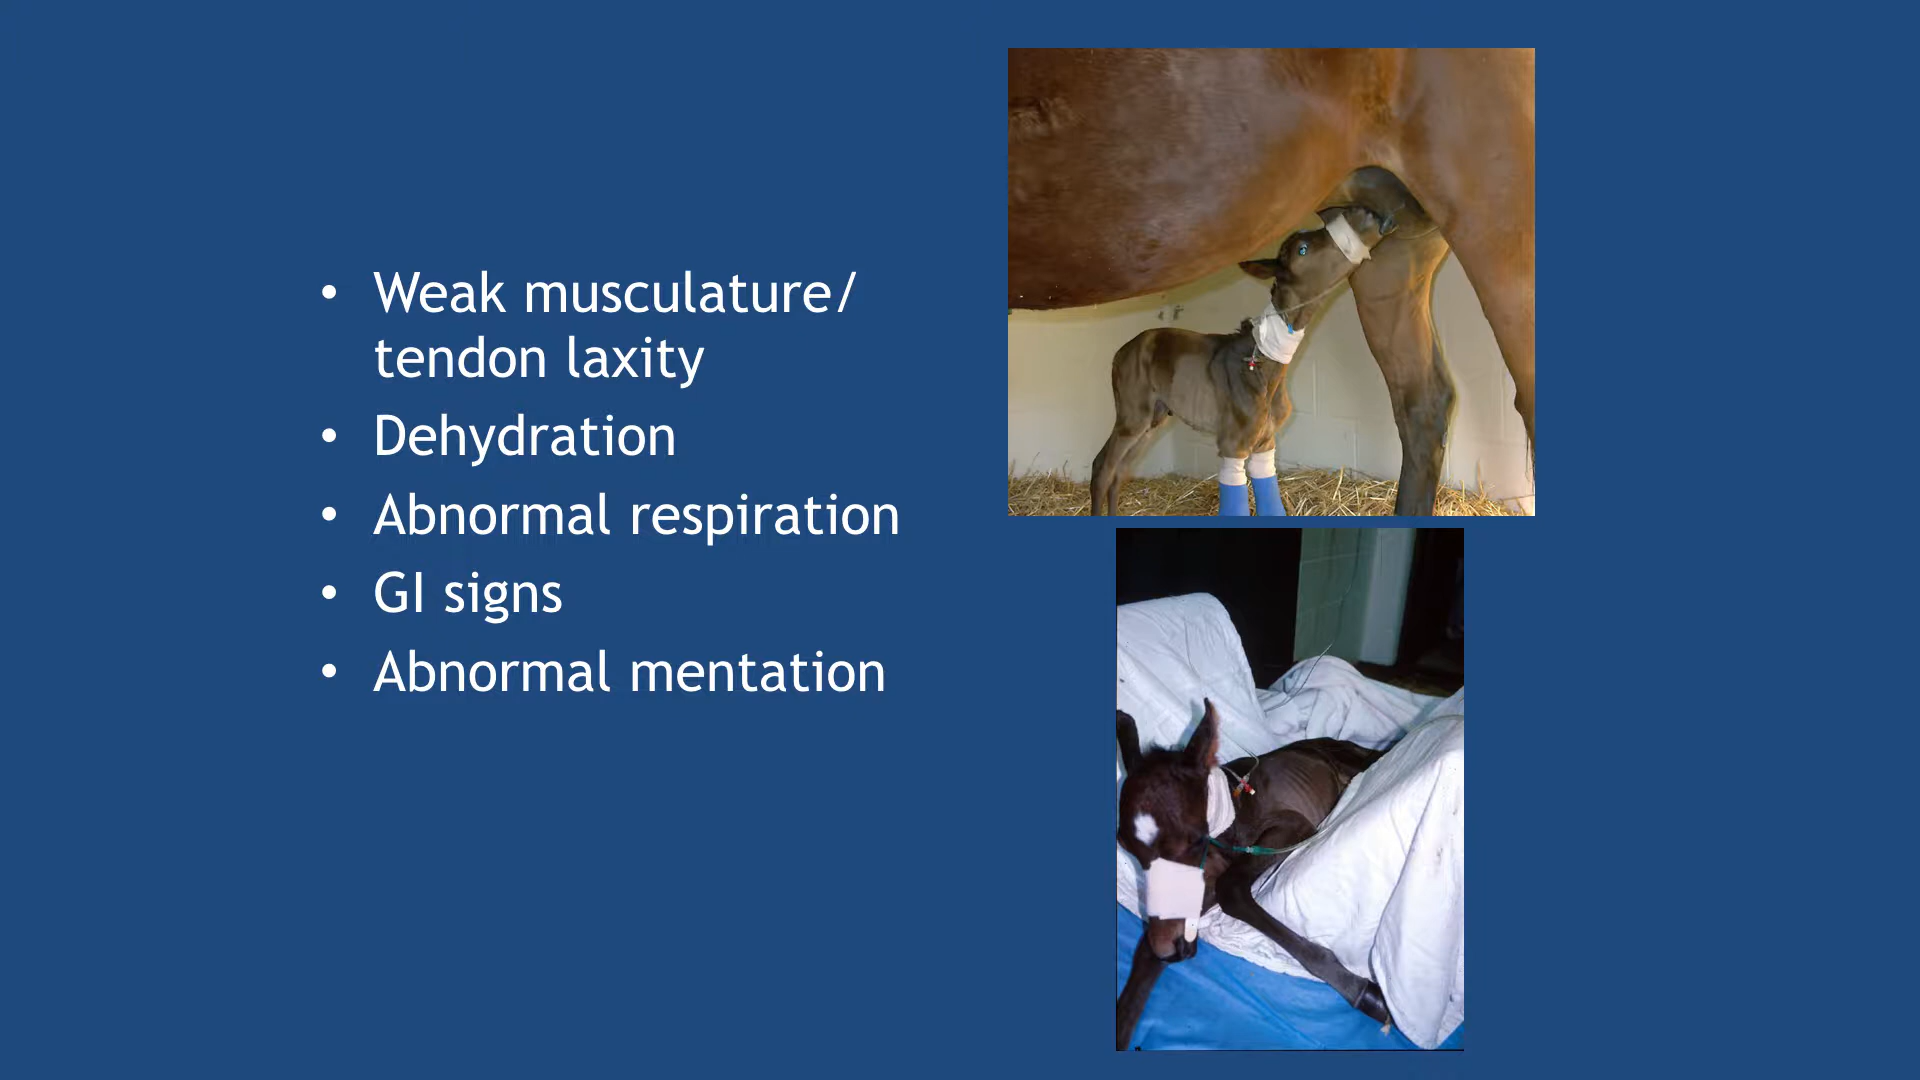 • Weak musculature/
tendon laxity
• Dehydration
• Abnormal respiration
• GI signs
• Abnormal mentation